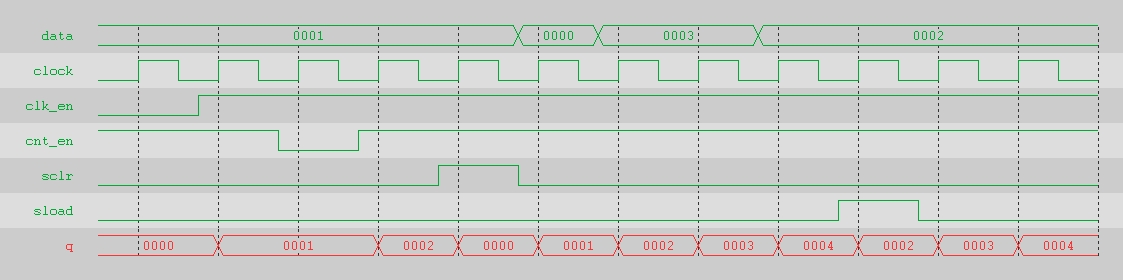 data 0001 0000 0003 0002
clock
clk_en
cnt_en
sclr
sload
q 0000 0001 0002 0000 0001 0002 0003 0004 0002 0003 0004